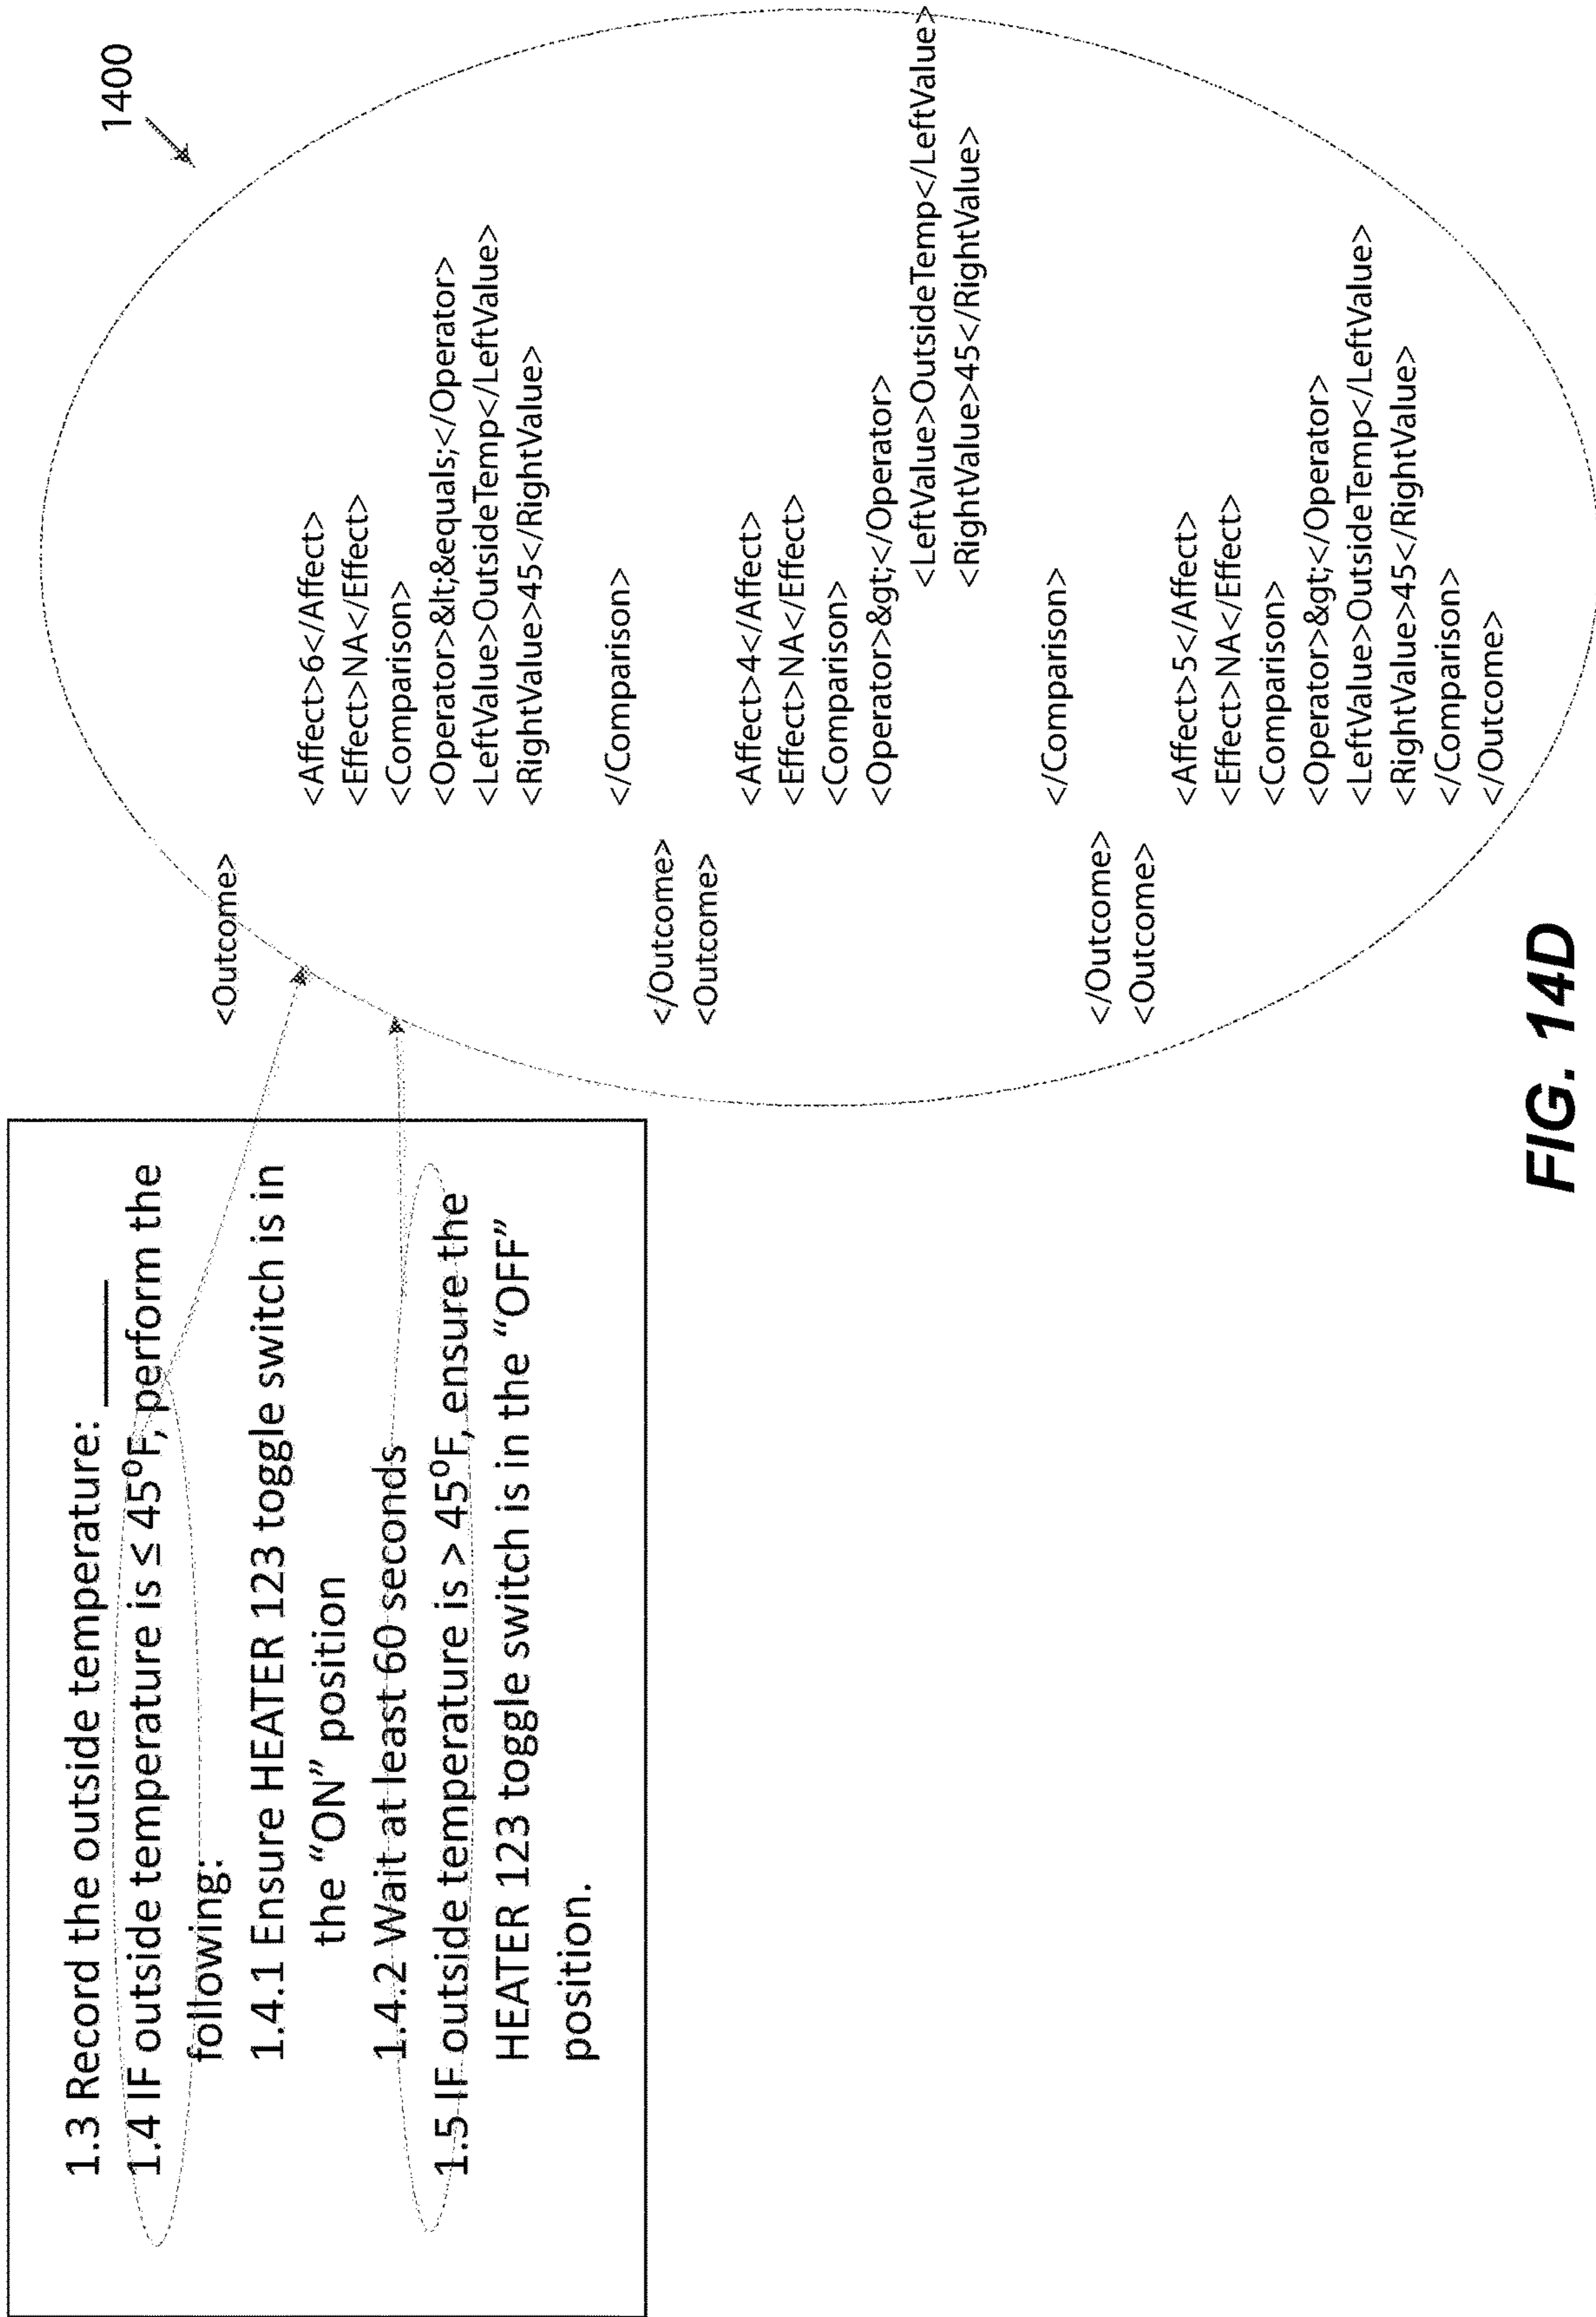 1400
1.3 Record the outside temperature: ______
1.4 IF outside temperature is ≤ 45⁰F, perform the
following:
1.4.1 Ensure HEATER 123 toggle switch is in
the “ON” position
1.4.2 Wait at least 60 seconds
1.5 IF outside temperature is > 45⁰F, ensure the
HEATER 123 toggle switch is in the “OFF”
position.
<Outcome>
<Affect>6</Affect>
<Effect>NA</Effect>
<Comparison>
<Operator>&lt;&equals;</Operator>
<LeftValue>OutsideTemp</LeftValue>
<RightValue>45</RightValue>
</Comparison>
</Outcome>
<Outcome>
<Affect>4</Affect>
<Effect>NA</Effect>
<Comparison>
<Operator>&gt;</Operator>
<LeftValue>OutsideTemp</LeftValue>
<RightValue>45</RightValue>
</Comparison>
</Outcome>
<Outcome>
<Affect>5</Affect>
<Effect>NA</Effect>
<Comparison>
<Operator>&gt;</Operator>
<LeftValue>OutsideTemp</LeftValue>
<RightValue>45</RightValue>
</Comparison>
</Outcome>
FIG. 14D